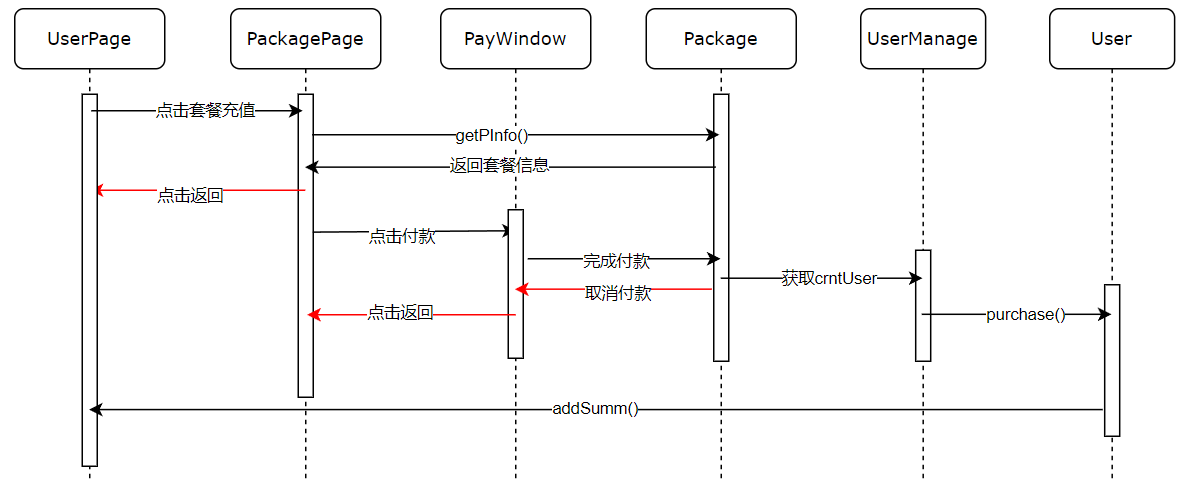 UserPage
PackagePage
PayWindow
Package
UserManage
User
点击套餐充值
getPInfo()
返回套餐信息
点击返回
点击付款
完成付款
获取crntUser
取消付款
点击返回
purchase()
addSumm()